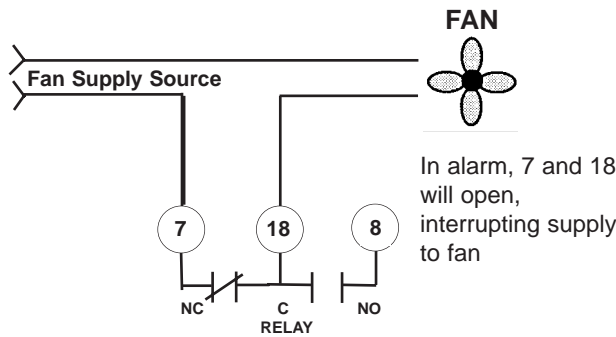 FAN
Fan Supply Source
In alarm, 7 and 18
will open,
interrupting supply
to fan
7
18
8
NC
C
NO
RELAY